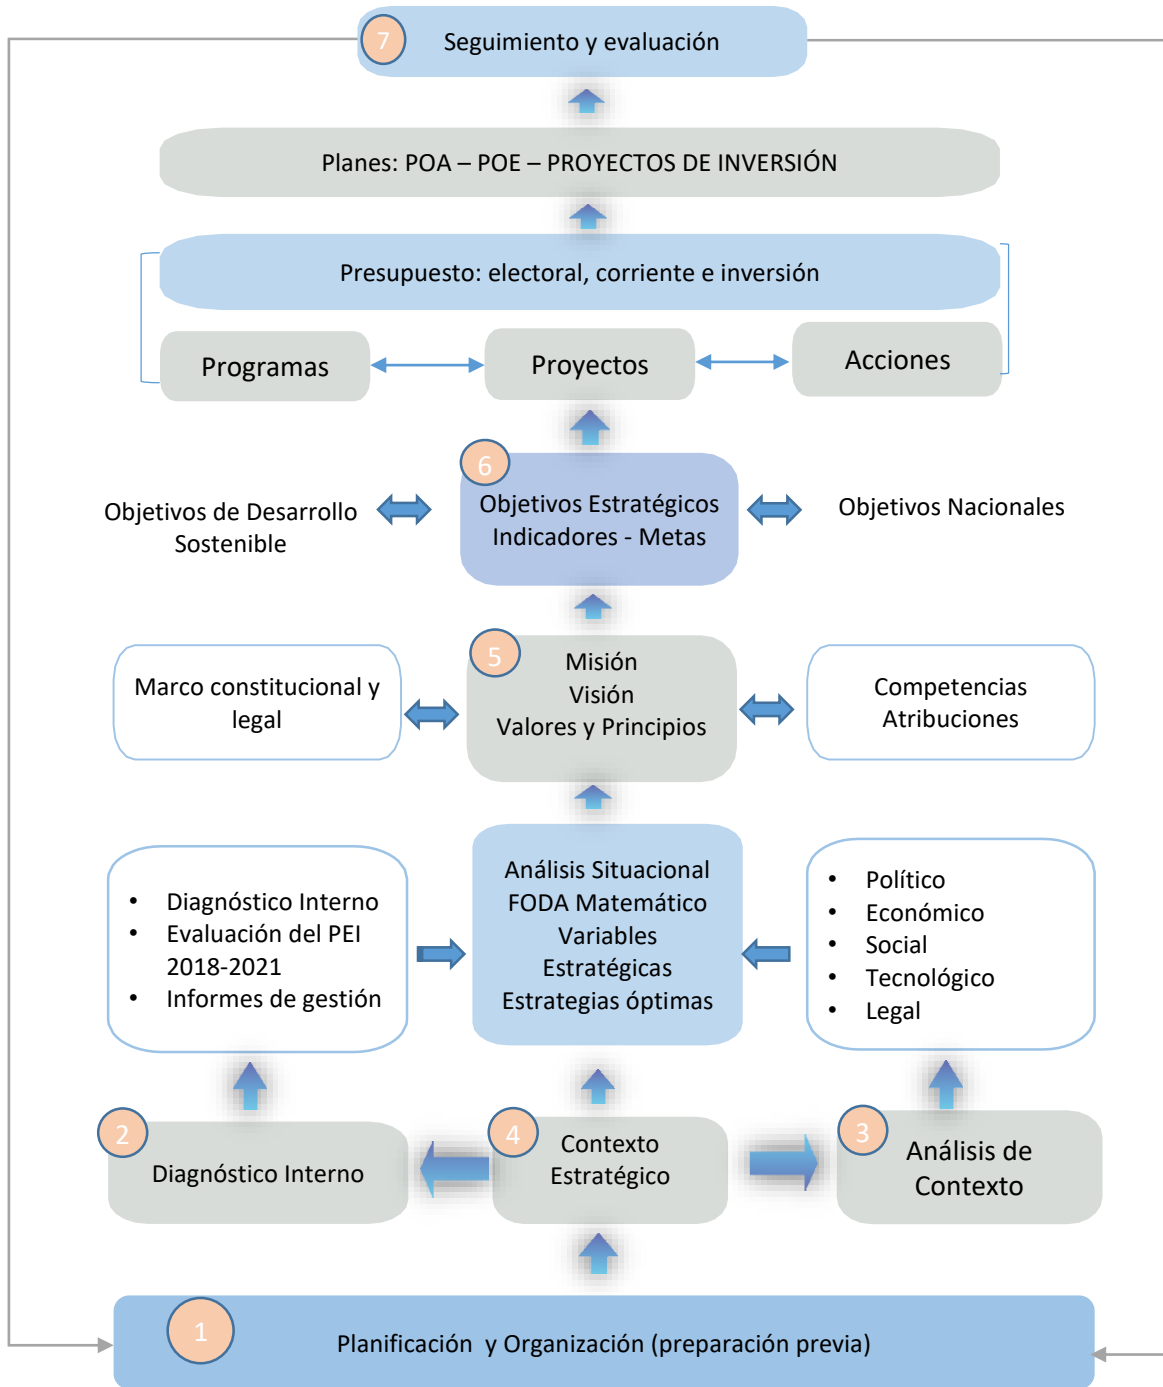 7
Seguimiento y evaluación
Planes: POA – POE – PROYECTOS DE INVERSIÓN
Presupuesto: electoral, corriente e inversión
Programas
Proyectos
Acciones
6
Objetivos de Desarrollo
Sostenible
Objetivos Estratégicos
Indicadores - Metas
Objetivos Nacionales
5
Marco constitucional y
legal
Misión
Visión
Valores y Principios
Competencias
Atribuciones
• Diagnóstico Interno
• Evaluación del PEI
2018-2021
• Informes de gestión
Análisis Situacional
FODA Matemático
Variables
Estratégicas
Estrategias óptimas
• Político
• Económico
• Social
• Tecnológico
• Legal
2
Diagnóstico Interno
4
Contexto
Estratégico
3
Análisis de
Contexto
1
Planificación y Organización (preparación previa)